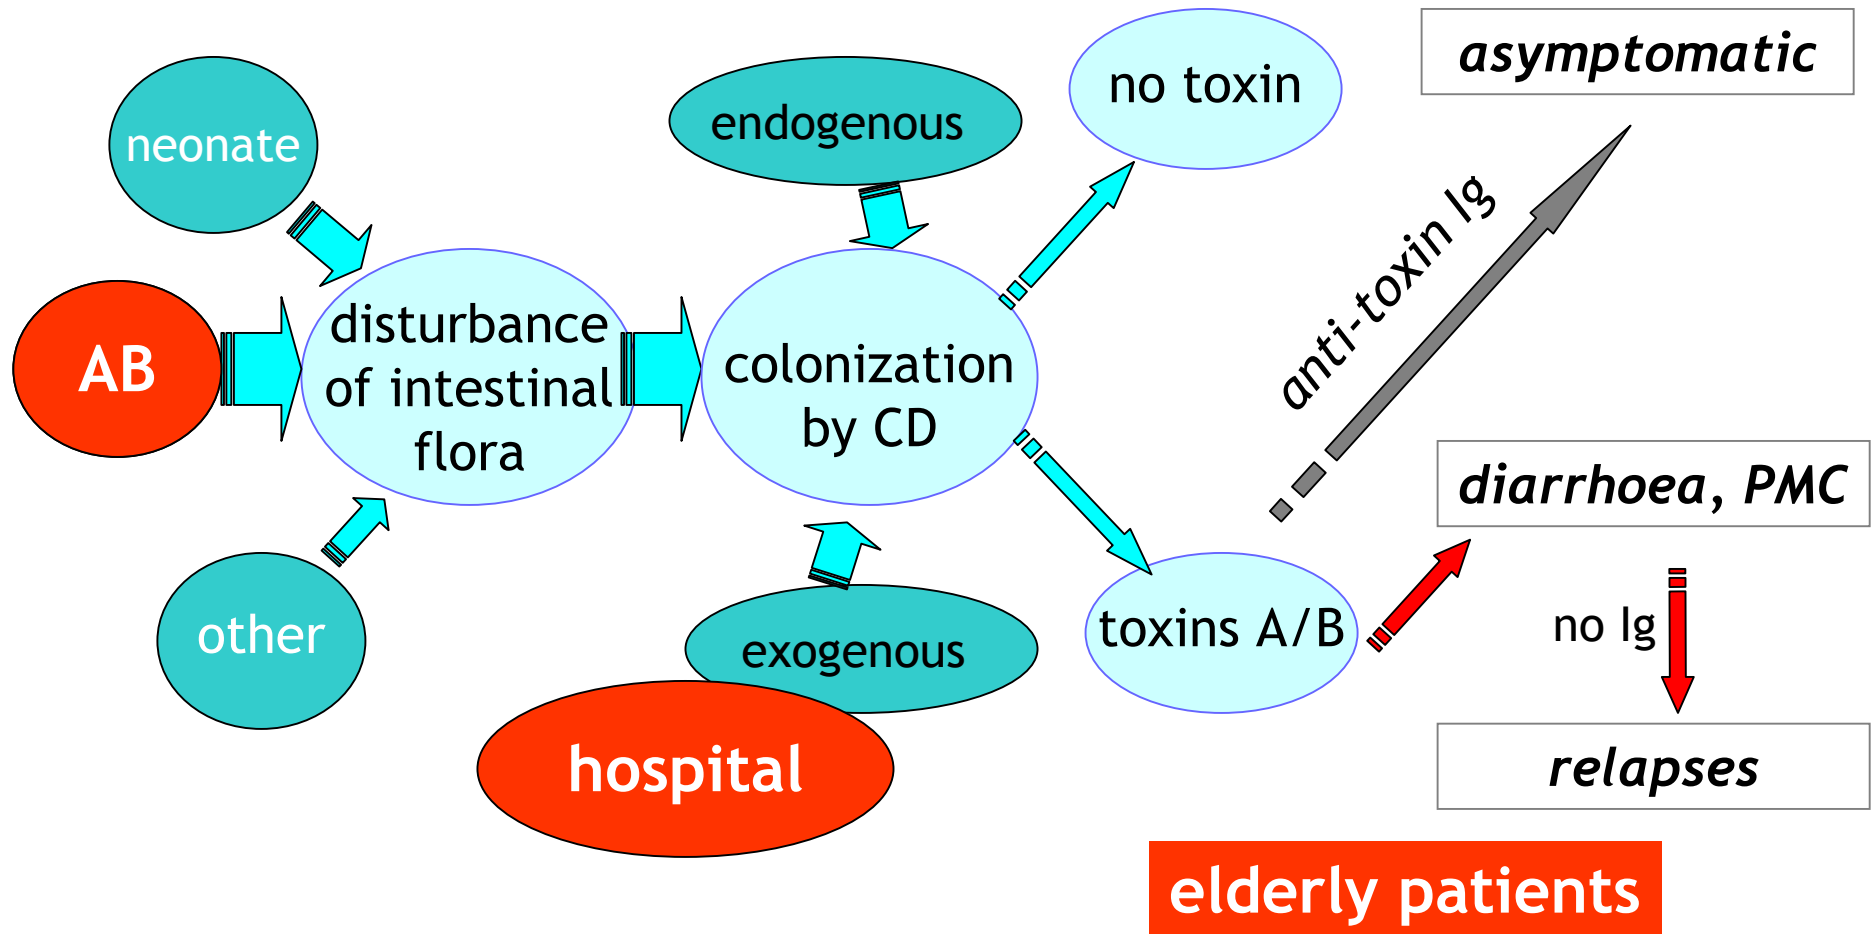 neonate
AB
other
disturbance
of intestinal
flora
endogenous
colonization
by CD
exogenous
hospital
no toxin
toxins A/B
anti-toxin Ig
asymptomatic
diarrhoea, PMC
no Ig
relapses
elderly patients